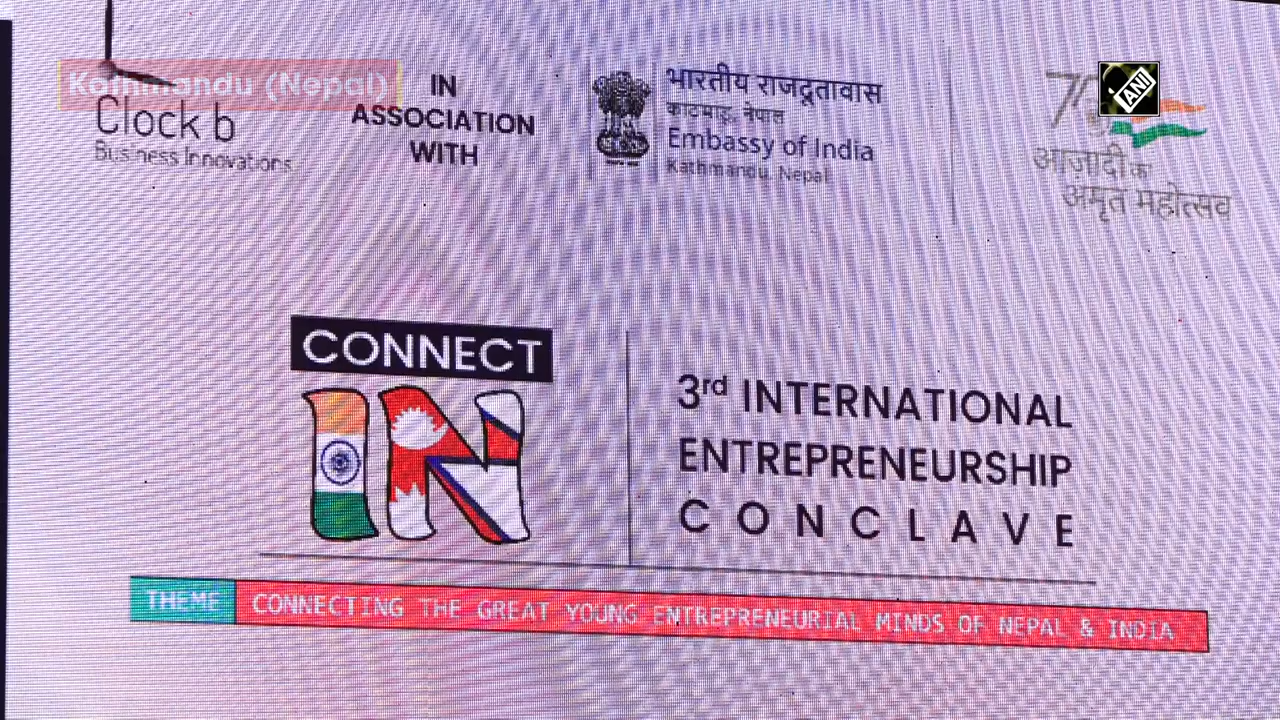 Kathmandu (Nepal)
Clock b
Business Innovations
IN
ASSOCIATION
WITH
भारतीय राजदूतावास
काठमाडू, नेपाल
Embassy of India
Kathmandu, Nepal
ANI
आज़ादी का
अमृत महोत्सव
CONNECT
IN
3rd INTERNATIONAL
ENTREPRENEURSHIP
CONCLAVE
THEME CONNECTING THE GREAT YOUNG ENTREPRENEURIAL MINDS OF NEPAL & INDIA